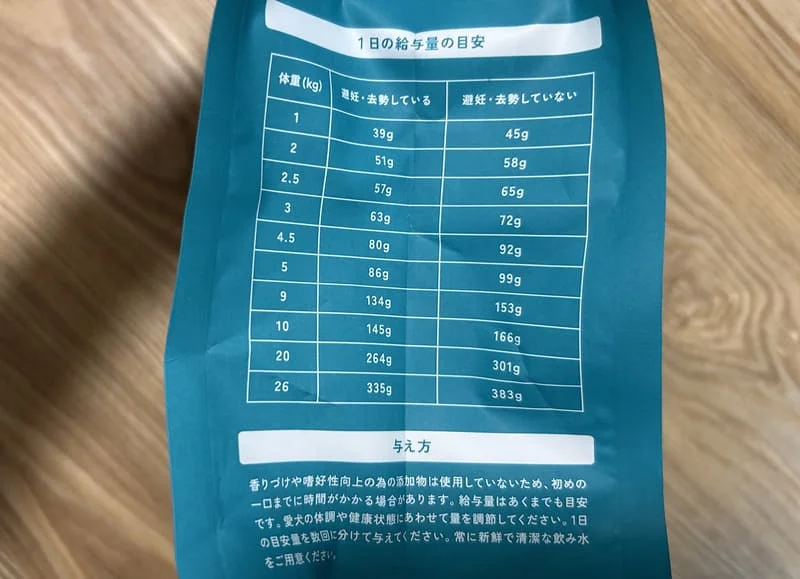 1日の給与量の目安
体重(kg) 避妊・去勢している 避妊・去勢していない
1 39g 45g
2 51g 58g
2.5 57g 65g
3 63g 72g
4.5 80g 92g
5 86g 99g
9 134g 153g
10 145g 166g
20 264g 301g
26 335g 383g
与え方
香りづけや嗜好性向上の為の添加物は使用していないため、初めの
一口までに時間がかかる場合があります。給与量はあくまでも目安
です。愛犬の体調や健康状態にあわせて量を調節してください。1日
の目安量を数回に分けて与えてください。常に新鮮で清潔な飲み水
をご用意ください。